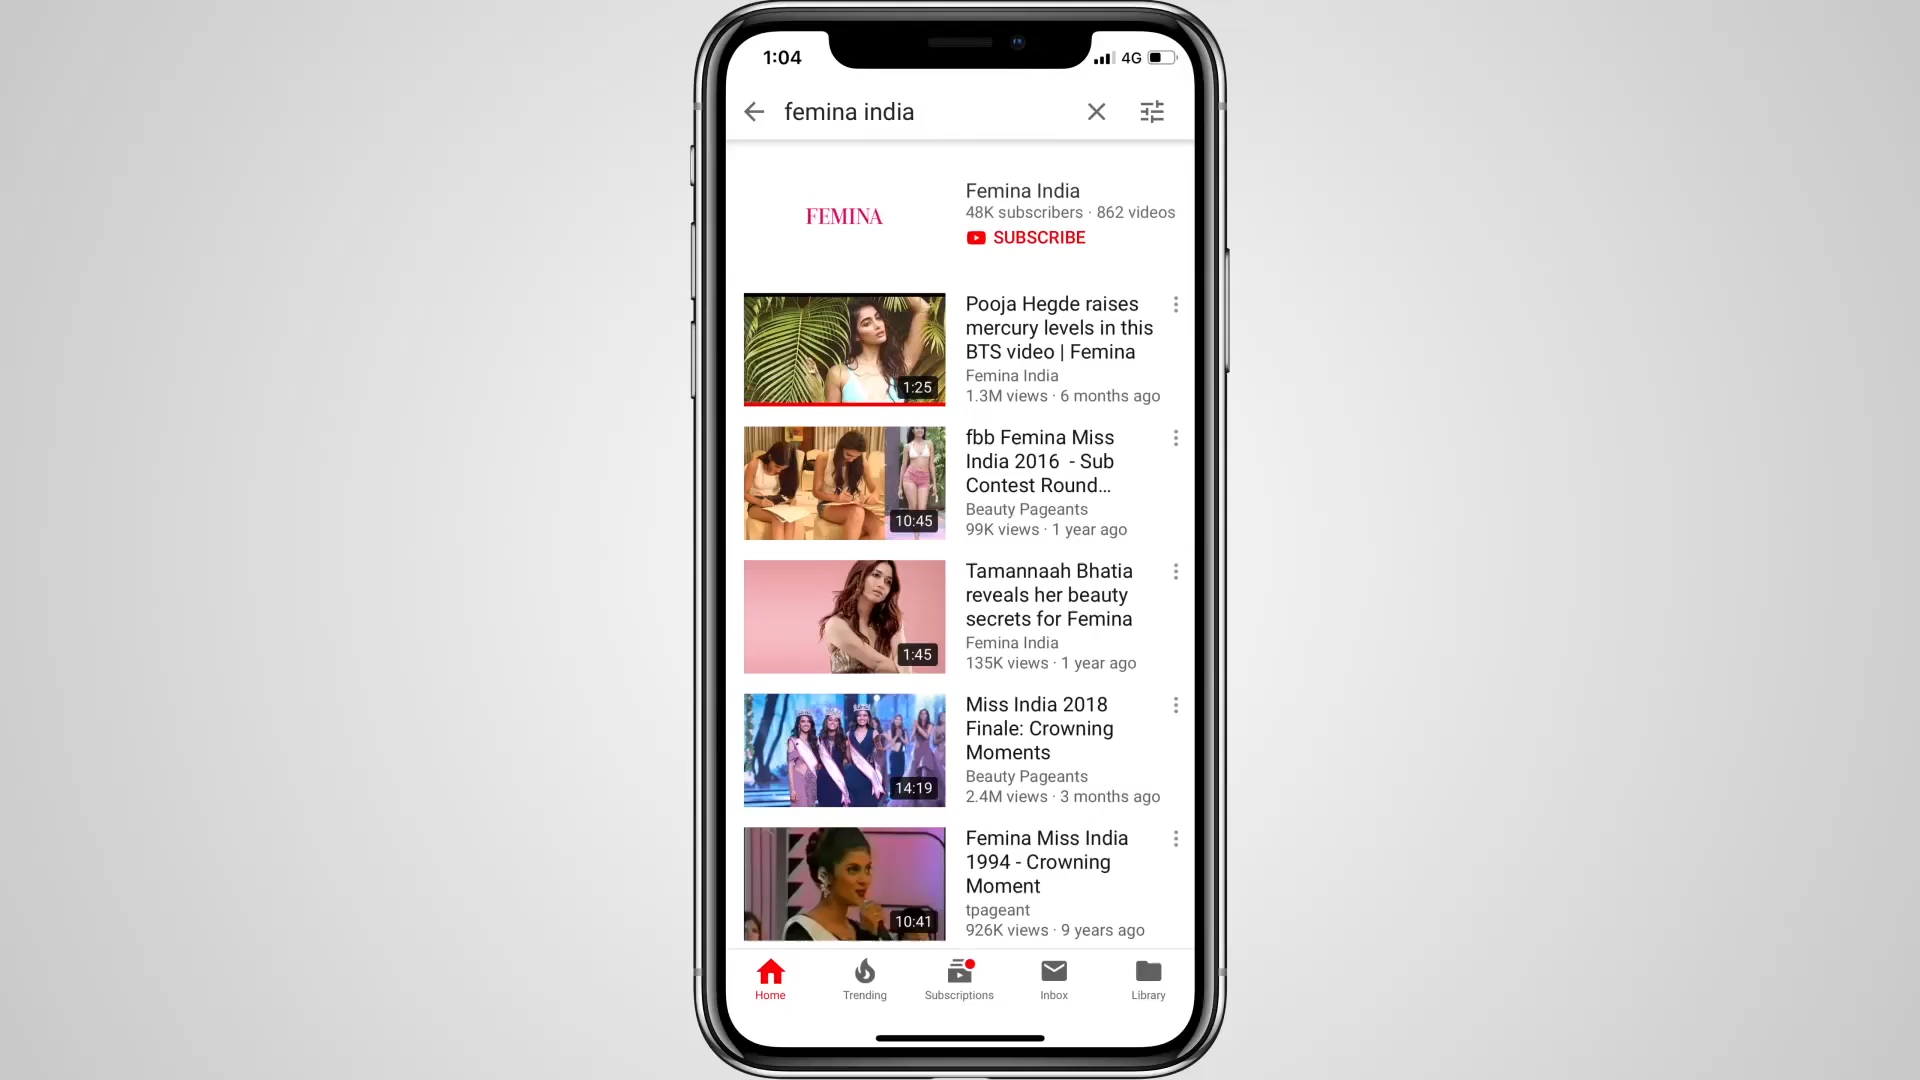 1:04
4G
femina india
FEMINA
Femina India
48K subscribers · 862 videos
SUBSCRIBE
Pooja Hegde raises
mercury levels in this
BTS video | Femina
Femina India
1.3M views · 6 months ago
1:25
fbb Femina Miss
India 2016 - Sub
Contest Round...
Beauty Pageants
99K views · 1 year ago
10:45
Tamannaah Bhatia
reveals her beauty
secrets for Femina
Femina India
135K views · 1 year ago
1:45
Miss India 2018
Finale: Crowning
Moments
Beauty Pageants
2.4M views · 3 months ago
14:19
Femina Miss India
1994 - Crowning
Moment
tpageant
926K views · 9 years ago
10:41
Home
Trending
Subscriptions
Inbox
Library